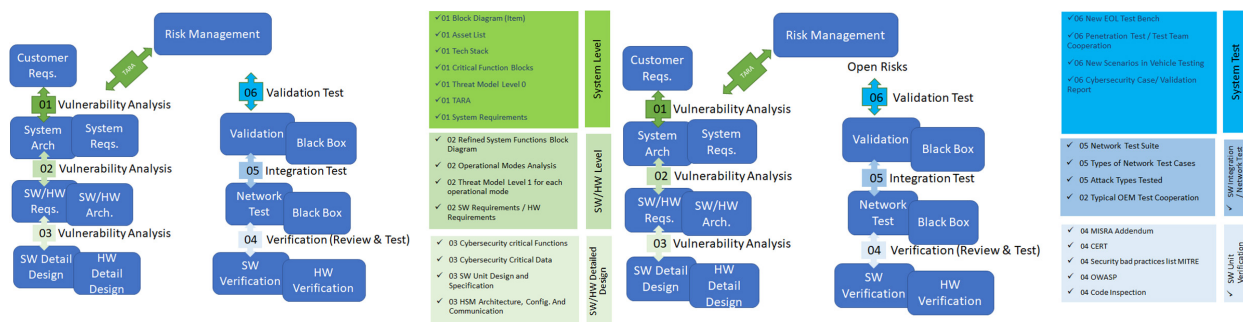 Risk Management
Customer
Reqs.
TARA
01 Vulnerability Analysis
System
Arch
System
Reqs.
02 Vulnerability Analysis
SW/HW
Reqs.
SW/HW
Arch.
03 Vulnerability Analysis
SW Detail
Design
HW
Detail
Design
06 Validation Test
Validation
Black Box
05 Integration Test
Network
Test
Black Box
04 Verification (Review & Test)
SW
Verification
HW
Verification
✓01 Block Diagram (Item)
✓01 Asset List
✓01 Tech Stack
✓01 Critical Function Blocks
✓01 Threat Model Level 0
✓01 TARA
✓01 System Requirements
System Level
✓ 02 Refined System Functions Block
Diagram
✓ 02 Operational Modes Analysis
✓ 02 Threat Model Level 1 for each
operational mode
✓ 02 SW Requirements / HW
Requirements
SW/HW Level
✓ 03 Cybersecurity critical Functions
✓ 03 Cybersecurity Critical Data
✓ 03 SW Unit Design and
Specification
✓ 03 HSM Architecture, Config. And
Communication
SW/HW Detailed
Design
Risk Management
Customer
Reqs.
TARA
Open Risks
01 Vulnerability Analysis
System
Arch
System
Reqs.
02 Vulnerability Analysis
SW/HW
Reqs.
SW/HW
Arch.
03 Vulnerability Analysis
SW Detail
Design
HW
Detail
Design
06 Validation Test
Validation
Black Box
05 Integration Test
Network
Test
Black Box
04 Verification (Review & Test)
SW
Verification
HW
Verification
✓06 New EOL Test Bench
✓06 Penetration Test / Test Team
Cooperation
✓06 New Scenarios in Vehicle Testing
✓06 Cybersecurity Case/ Validation
Report
System Test
✓ 05 Network Test Suite
✓ 05 Types of Network Test Cases
✓ 05 Attack Types Tested
✓ 02 Typical OEM Test Cooperation
✓ SW Integration
/ Network Test
✓ 04 MISRA Addendum
✓ 04 CERT
✓ 04 Security bad practices list MITRE
✓ 04 OWASP
✓ 04 Code Inspection
✓ SW Unit
Verification